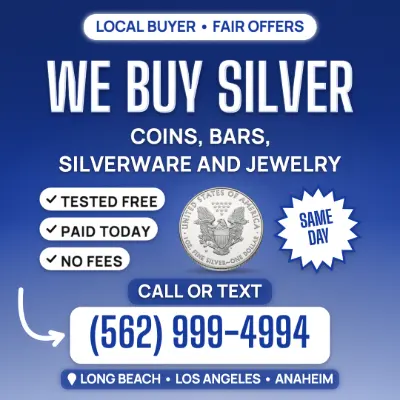 LOCAL BUYER • FAIR OFFERS
WE BUY SILVER
COINS, BARS,
SILVERWARE AND JEWELRY
✓ TESTED FREE
✓ PAID TODAY
✓ NO FEES
UNITED STATES OF AMERICA
1 OZ. FINE SILVER~ONE DOLLAR
SAME
DAY
CALL OR TEXT
(562) 999-4994
LONG BEACH • LOS ANGELES • ANAHEIM